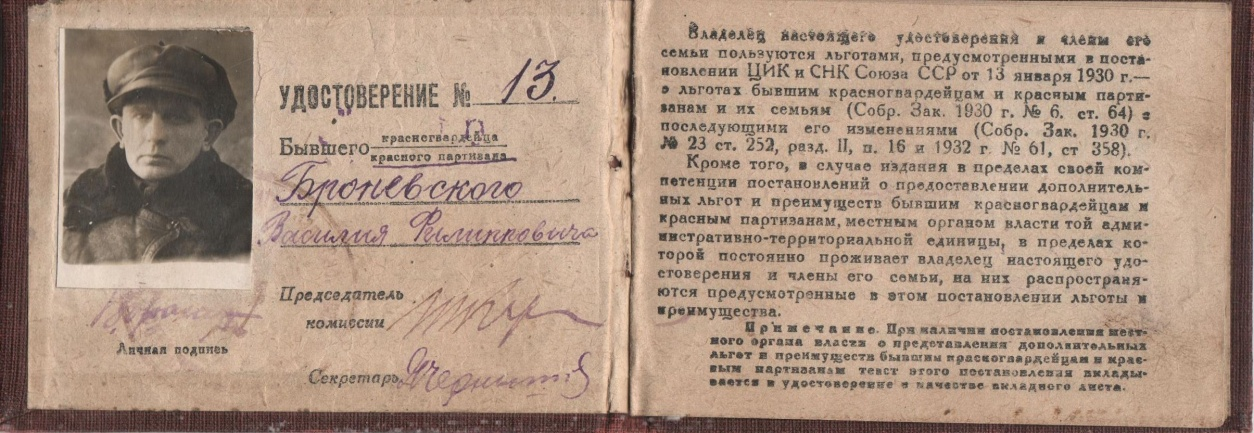 УДОСТОВЕРЕНИЕ № 13.
Бывшего красногвардейца
красного партизана
Броневского
Василия Филипповича
Председатель
комиссии
Личная подпись
Секретарь
Владелец настоящего удостоверения и члены его
семьи пользуются льготами, предусмотренными в поста-
новлении ЦИК и СНК Союза ССР от 13 января 1930 г.—
о льготах бывшим красногвардейцам и красным парти-
занам и их семьям (Собр. Зак. 1930 г. № 6. ст. 64) с
последующими его изменениями (Собр. Зак. 1930 г.
№ 23 ст. 252, разд. II, п. 16 и 1932 г. № 61, ст 358).
Кроме того, в случае издания в пределах своей ком-
петенции постановлений о предоставлении дополнитель-
ных льгот и преимуществ бывшим красногвардейцам и
красным партизанам, местным органом власти той адми-
нистративно-территориальной единицы, в пределах ко-
торой постоянно проживает владелец настоящего удо-
стоверения и члены его семьи, на них распространя-
ются предусмотренные в этом постановлении льготы и
преимущества.
Примечание. При наличии постановления мест-
ного органа власти о представлении дополнительных
льгот и преимуществ бывшим красногвардейцам и крас-
ным партизанам текст этого постановления вклады-
вается в удостоверение в качестве вкладного листа.